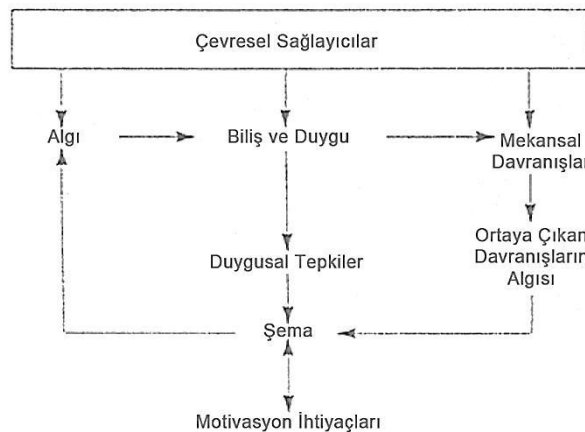 Çevresel Sağlayıcılar
Algı
Biliş ve Duygu
Mekansal
Davranışlar
Ortaya Çıkan
Davranışların
Algısı
Duygusal Tepkiler
Şema
Motivasyon İhtiyaçları